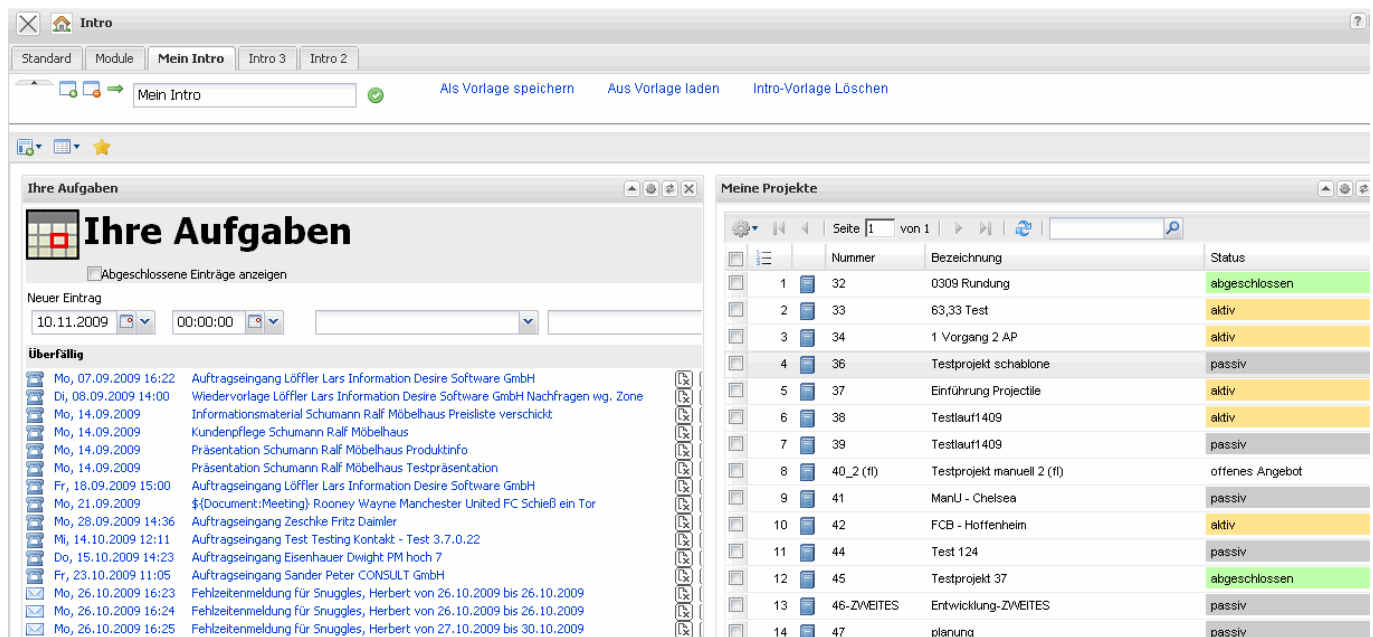 Intro
?
Standard Module Mein Intro Intro 3 Intro 2
Mein Intro Als Vorlage speichern Aus Vorlage laden Intro-Vorlage Löschen
Ihre Aufgaben
Ihre Aufgaben
Abgeschlossene Einträge anzeigen
Neuer Eintrag
10.11.2009 00:00:00
Überfällig
Mo, 07.09.2009 16:22 Auftragseingang Löffler Lars Information Desire Software GmbH
Di, 08.09.2009 14:00 Wiedervorlage Löffler Lars Information Desire Software GmbH Nachfragen wg. Zone
Mo, 14.09.2009 Informationsmaterial Schumann Ralf Möbelhaus Preisliste verschickt
Mo, 14.09.2009 Kundenpflege Schumann Ralf Möbelhaus
Mo, 14.09.2009 Präsentation Schumann Ralf Möbelhaus Produktinfo
Mo, 14.09.2009 Präsentation Schumann Ralf Möbelhaus Testpräsentation
Fr, 18.09.2009 15:00 Auftragseingang Löffler Lars Information Desire Software GmbH
Mo, 21.09.2009 ${Document:Meeting} Rooney Wayne Manchester United FC Schieß ein Tor
Mo, 28.09.2009 14:36 Auftragseingang Zeschke Fritz Daimler
Mi, 14.10.2009 12:11 Auftragseingang Test Testing Kontakt - Test 3.7.0.22
Do, 15.10.2009 14:23 Auftragseingang Eisenhauer Dwight PM hoch 7
Fr, 23.10.2009 11:05 Auftragseingang Sander Peter CONSULT GmbH
Mo, 26.10.2009 16:23 Fehlzeitenmeldung für Snuggles, Herbert von 26.10.2009 bis 26.10.2009
Mo, 26.10.2009 16:24 Fehlzeitenmeldung für Snuggles, Herbert von 26.10.2009 bis 26.10.2009
Mo, 26.10.2009 16:25 Fehlzeitenmeldung für Snuggles, Herbert von 27.10.2009 bis 30.10.2009
Meine Projekte
Seite 1 von 1
Nummer Bezeichnung Status
1 32 0309 Rundung abgeschlossen
2 33 63,33 Test aktiv
3 34 1 Vorgang 2 AP aktiv
4 36 Testprojekt schablone passiv
5 37 Einführung Projectile aktiv
6 38 Testlauf1409 aktiv
7 39 Testlauf1409 passiv
8 40_2 (fl) Testprojekt manuell 2 (fl) offenes Angebot
9 41 ManU - Chelsea passiv
10 42 FCB - Hoffenheim aktiv
11 44 Test 124 passiv
12 45 Testprojekt 37 abgeschlossen
13 46-ZWEITES Entwicklung-ZWEITES passiv
14 47 planung passiv